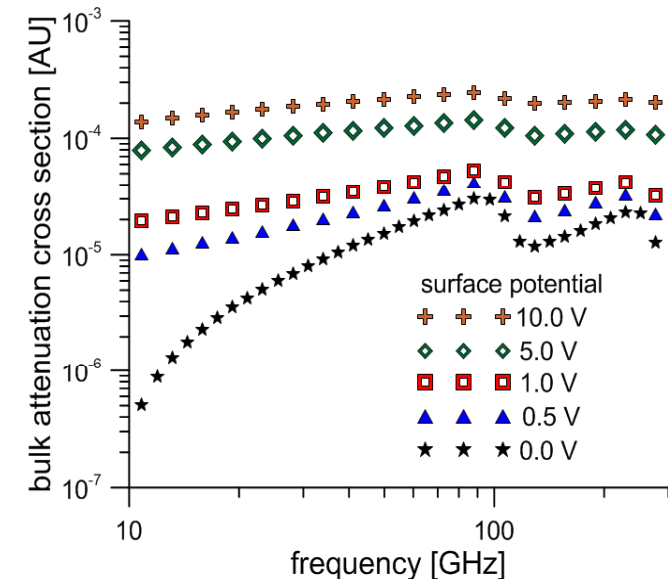 bulk attenuation cross section [AU]
10-3
10-4
10-5
10-6
10-7
surface potential
10.0 V
5.0 V
1.0 V
0.5 V
0.0 V
10
100
frequency [GHz]